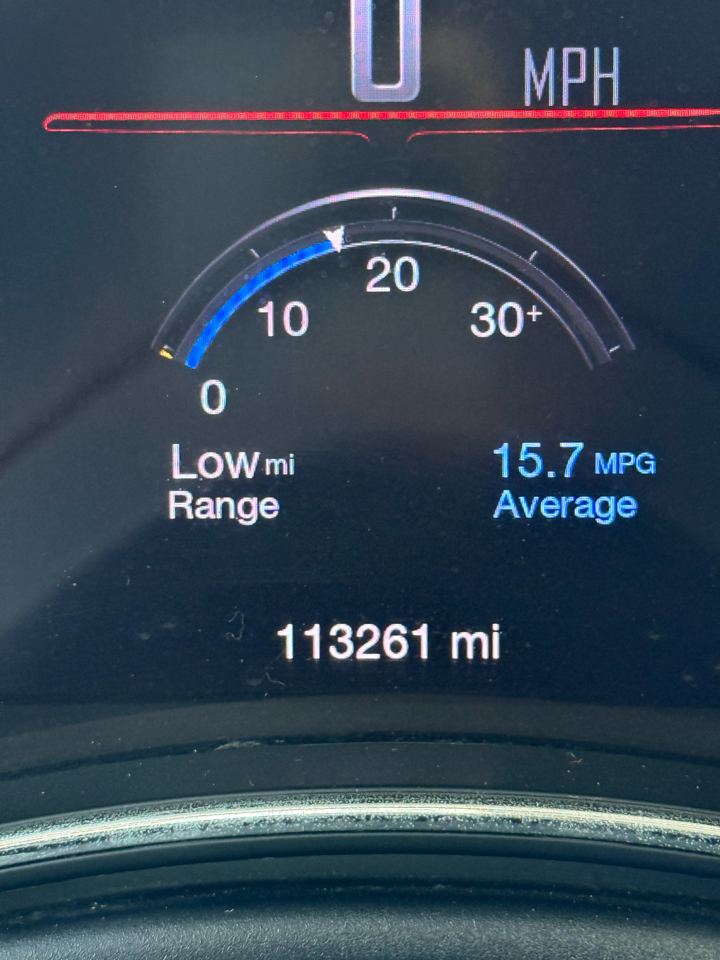 0 MPH
20
10 30+
0
Low mi 15.7 MPG
Range Average
113261 mi